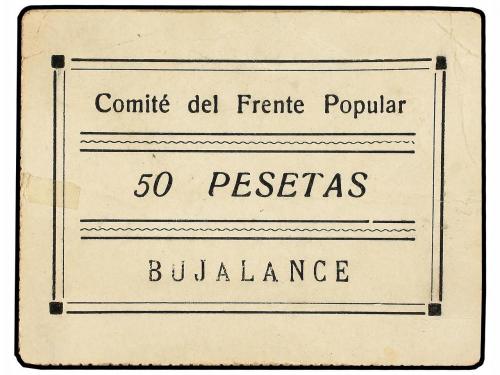 Comité del Frente Popular
50 PESETAS
BUJALANCE